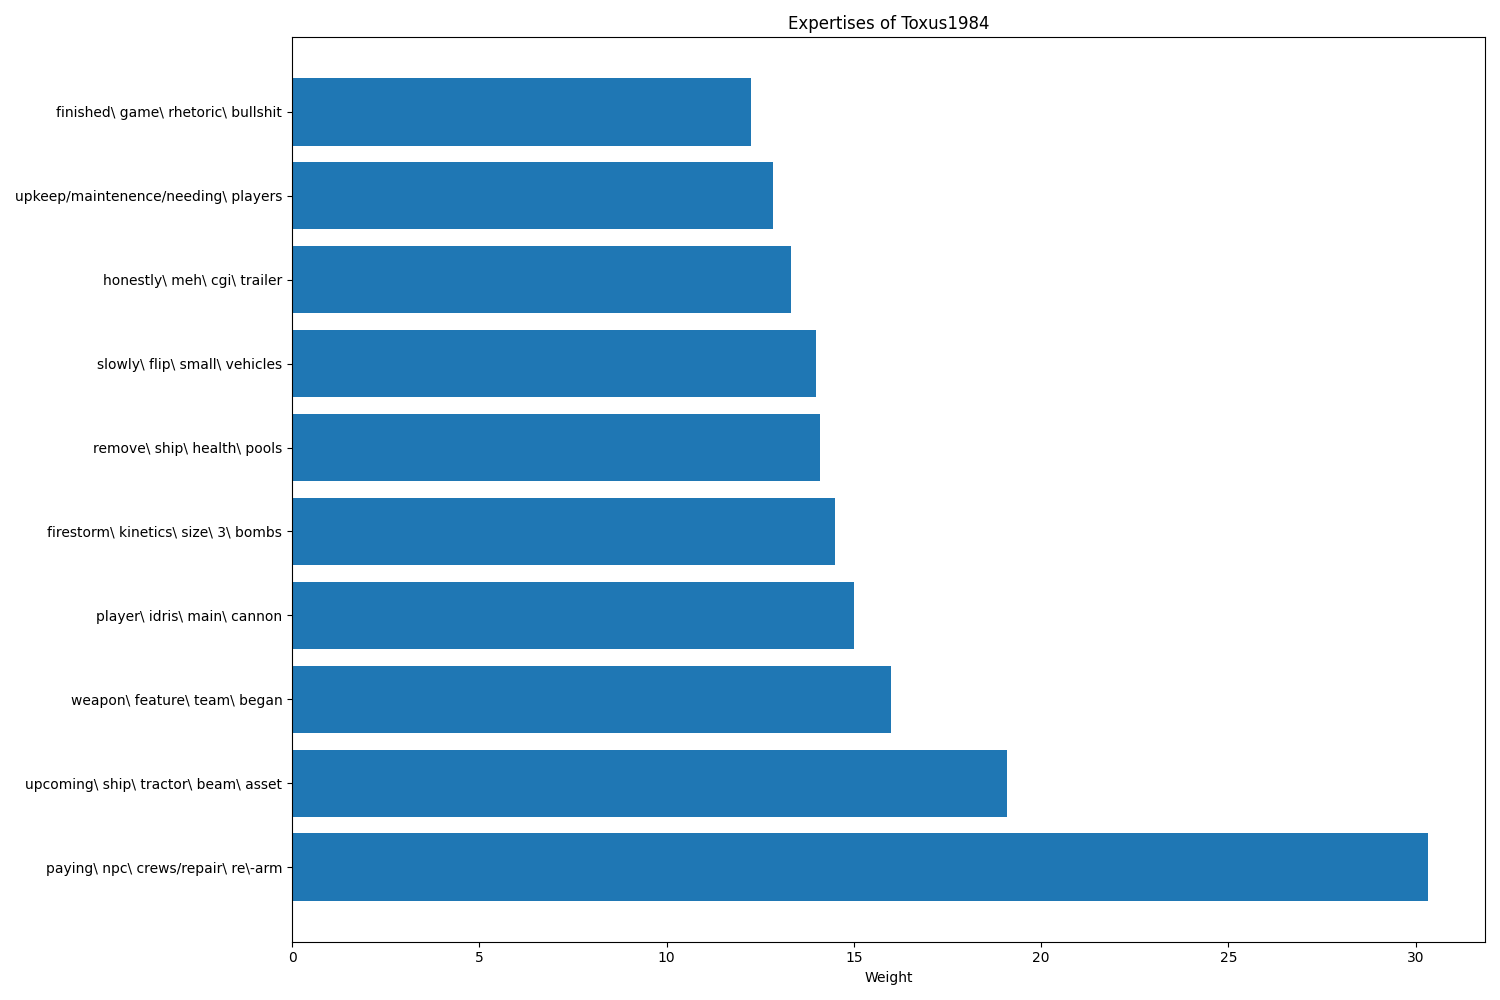 Expertises of Toxus1984
finished\ game\ rhetoric\ bullshit
upkeep/maintenence/needing\ players
honestly\ meh\ cgi\ trailer
slowly\ flip\ small\ vehicles
remove\ ship\ health\ pools
firestorm\ kinetics\ size\ 3\ bombs
player\ idris\ main\ cannon
weapon\ feature\ team\ began
upcoming\ ship\ tractor\ beam\ asset
paying\ npc\ crews/repair\ re\-arm
0 5 10 15 20 25 30
Weight